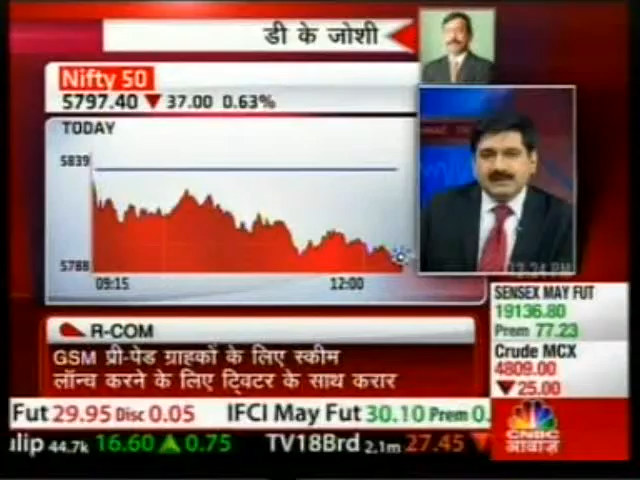 डी के जोशी
Nifty 50
5797.40 ▼ 37.00 0.63%
TODAY
5839
5788
09:15 12:00
SENSEX MAY FUT
19136.80
Prem 77.23
Crude MCX
4809.00
▼ 25.00
R-COM
GSM प्री-पेड ग्राहकों के लिए स्कीम
लॉन्च करने के लिए ट्विटर के साथ करार
Fut 29.95 Disc 0.05 IFCI May Fut 30.10 Prem 0.
ulip 44.7k 16.60 ▲ 0.75 TV18Brd 2.1m 27.45 ▼
CNBC
आवाज़